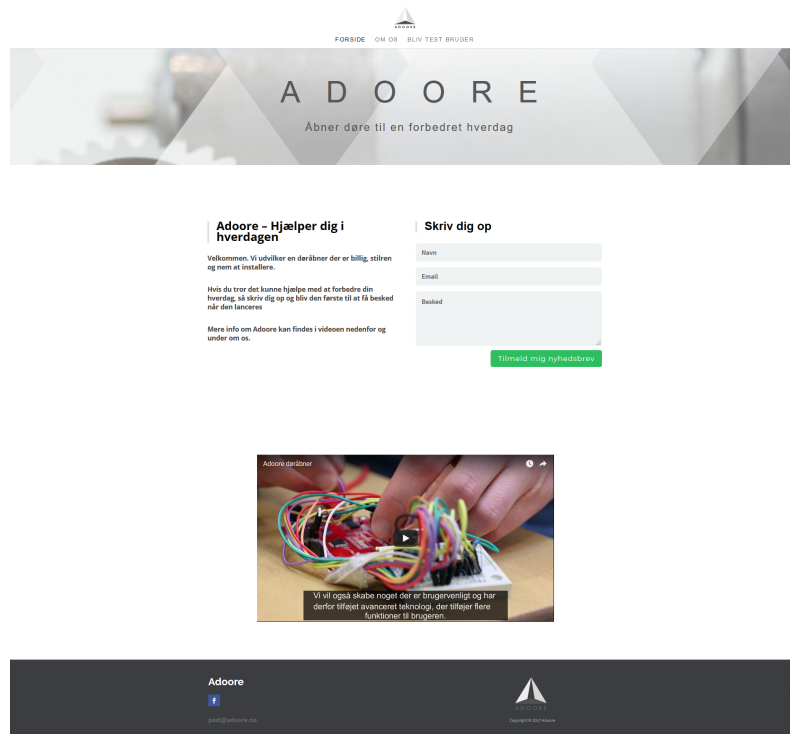 ADOORE
FORSIDE OM OS BLIV TEST BRUGER
ADOORE
Åbner døre til en forbedret hverdag
Adoore – Hjælper dig i
hverdagen
Velkommen. Vi udvikler en døråbner der er billig, stilren
og nem at installere.
Hvis du tror det kunne hjælpe med at forbedre din
hverdag, så skriv dig op og bliv den første til at få besked
når den lanceres
Mere info om Adoore kan findes i videoen nedenfor og
under om os.
Skriv dig op
Navn
Email
Besked
Tilmeld mig nyhedsbrev
Adoore døråbner
Vi vil også skabe noget der er brugervenligt og har
derfor tilføjet avanceret teknologi, der tilføjer flere
funktioner til brugeren.
Adoore
f
post@adoore.no
ADOORE
Copyright © 2017 Adoore